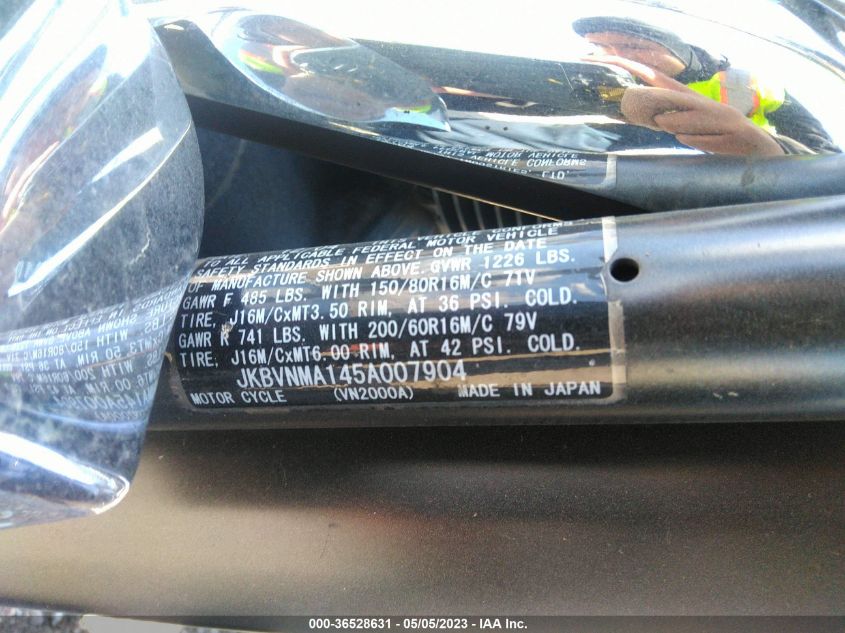 THIS VEHICLE CONFORMS
TO ALL APPLICABLE FEDERAL MOTOR VEHICLE
SAFETY STANDARDS IN EFFECT ON THE DATE
OF MANUFACTURE SHOWN ABOVE. GVWR 1226 LBS.
GAWR F 485 LBS. WITH 150/80R16M/C 71V
TIRE, J16M/CxMT3.50 RIM, AT 36 PSI. COLD.
GAWR R 741 LBS. WITH 200/60R16M/C 79V
TIRE, J16M/CxMT6.00 RIM, AT 42 PSI. COLD.
JKBVNMA145A007904
MOTOR CYCLE (VN2000A) MADE IN JAPAN
000-36528631 - 05/05/2023 - IAA Inc.